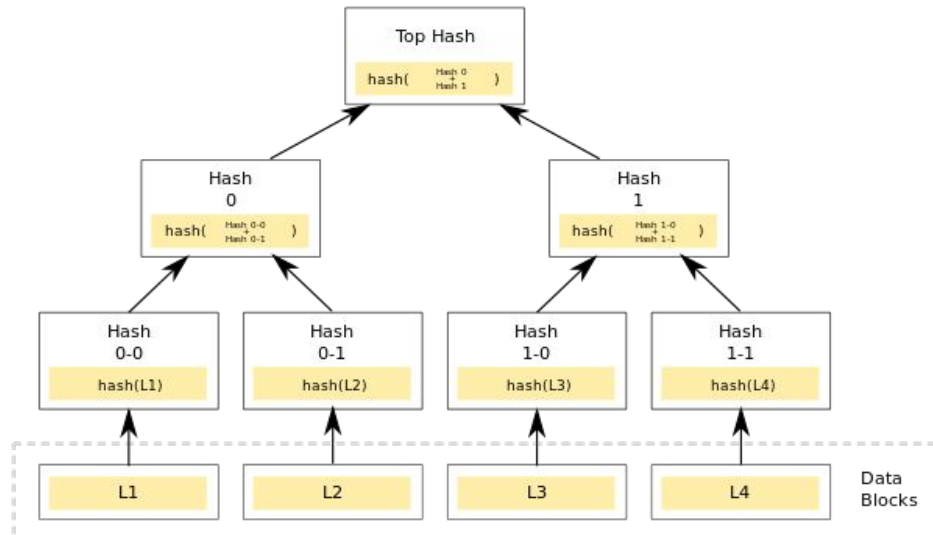 Top Hash
hash( Hash 0 + Hash 1 )
Hash
0
hash( Hash 0-0 + Hash 0-1 )
Hash
1
hash( Hash 1-0 + Hash 1-1 )
Hash
0-0
hash(L1)
Hash
0-1
hash(L2)
Hash
1-0
hash(L3)
Hash
1-1
hash(L4)
L1
L2
L3
L4
Data
Blocks